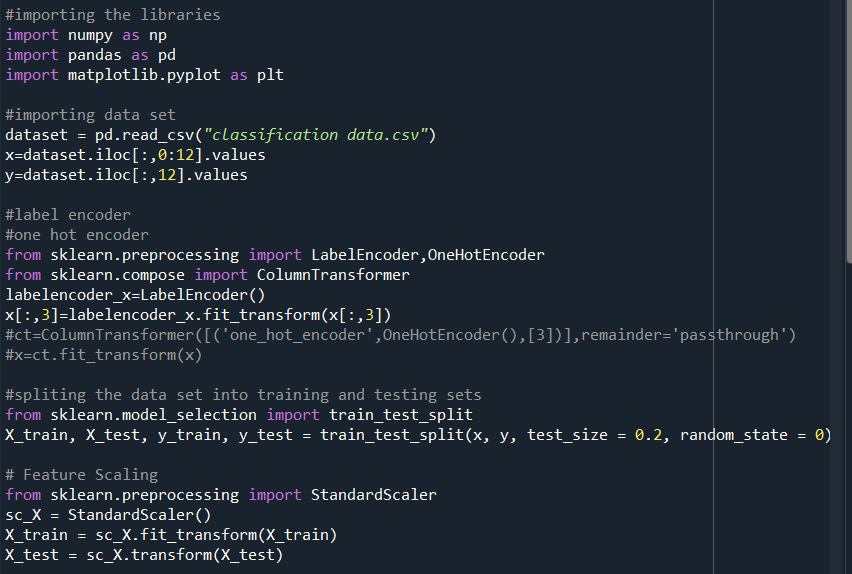 #importing the libraries
import numpy as np
import pandas as pd
import matplotlib.pyplot as plt
#importing data set
dataset = pd.read_csv("classification data.csv")
x=dataset.iloc[:,0:12].values
y=dataset.iloc[:,12].values
#label encoder
#one hot encoder
from sklearn.preprocessing import LabelEncoder,OneHotEncoder
from sklearn.compose import ColumnTransformer
labelencoder_x=LabelEncoder()
x[:,3]=labelencoder_x.fit_transform(x[:,3])
#ct=ColumnTransformer([('one_hot_encoder',OneHotEncoder(),[3])],remainder='passthrough')
#x=ct.fit_transform(x)
#spliting the data set into training and testing sets
from sklearn.model_selection import train_test_split
X_train, X_test, y_train, y_test = train_test_split(x, y, test_size = 0.2, random_state = 0)
# Feature Scaling
from sklearn.preprocessing import StandardScaler
sc_X = StandardScaler()
X_train = sc_X.fit_transform(X_train)
X_test = sc_X.transform(X_test)